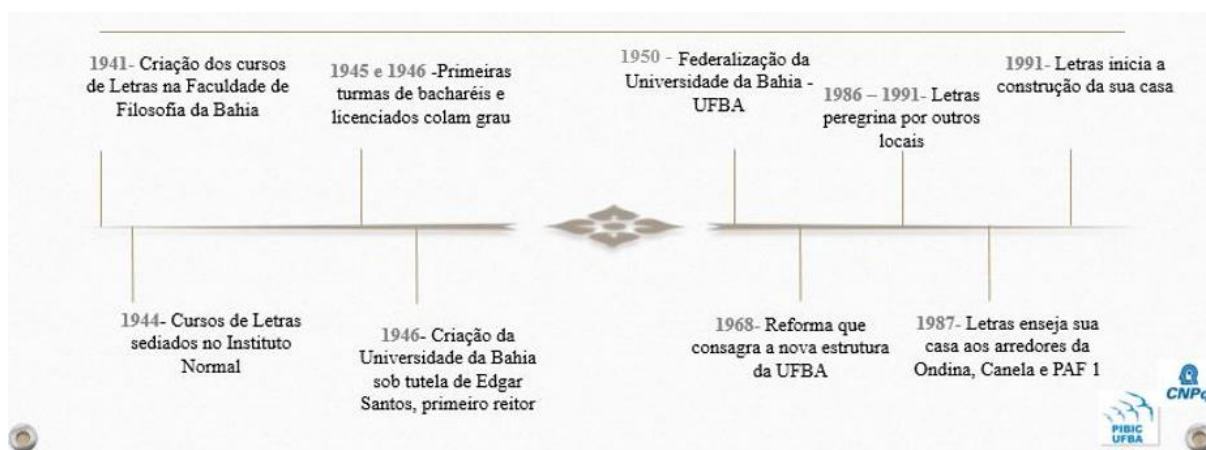 1941- Criação dos cursos
de Letras na Faculdade de
Filosofia da Bahia
1945 e 1946 -Primeiras
turmas de bacharéis e
licenciados colam grau
1950 - Federalização da
Universidade da Bahia -
UFBA
1986 – 1991- Letras
peregrina por outros
locais
1991- Letras inicia a
construção da sua casa
1944- Cursos de Letras
sediados no Instituto
Normal
1946- Criação da
Universidade da Bahia
sob tutela de Edgar
Santos, primeiro reitor
1968- Reforma que
consagra a nova estrutura
da UFBA
1987- Letras enseja sua
casa aos arredores da
Ondina, Canela e PAF 1
PIBIC
UFBA
CNPq